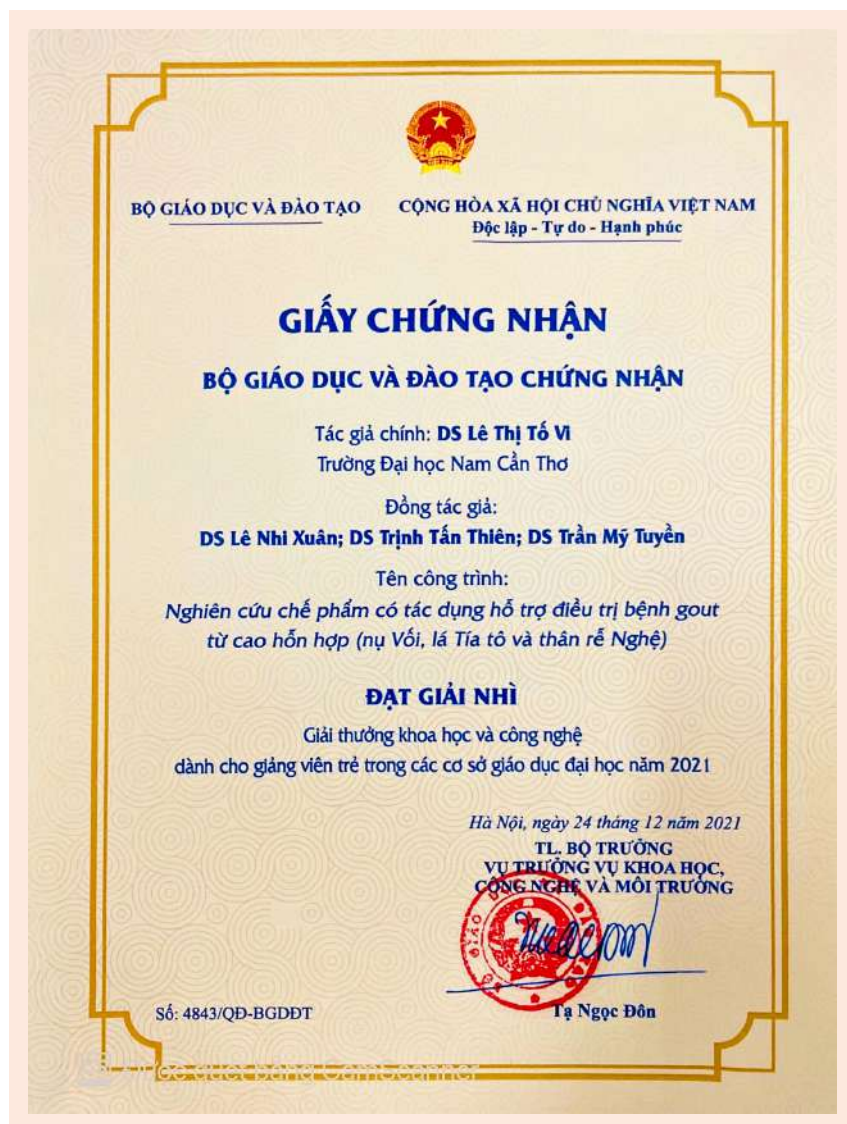 BỘ GIÁO DỤC VÀ ĐÀO TẠO
CỘNG HÒA XÃ HỘI CHỦ NGHĨA VIỆT NAM
Độc lập - Tự do - Hạnh phúc
GIẤY CHỨNG NHẬN
BỘ GIÁO DỤC VÀ ĐÀO TẠO CHỨNG NHẬN
Tác giả chính: DS Lê Thị Tố Vi
Trường Đại học Nam Cần Thơ
Đồng tác giả:
DS Lê Nhi Xuân; DS Trịnh Tấn Thiên; DS Trần Mỹ Tuyền
Tên công trình:
Nghiên cứu chế phẩm có tác dụng hỗ trợ điều trị bệnh gout
từ cao hỗn hợp (nụ Vối, lá Tía tô và thân rễ Nghệ)
ĐẠT GIẢI NHÌ
Giải thưởng khoa học và công nghệ
dành cho giảng viên trẻ trong các cơ sở giáo dục đại học năm 2021
Hà Nội, ngày 24 tháng 12 năm 2021
TL. BỘ TRƯỞNG
VỤ TRƯỞNG VỤ KHOA HỌC,
CÔNG NGHỆ VÀ MÔI TRƯỜNG
Tạ Ngọc Đôn
Số: 4843/QĐ-BGDĐT
Được quét bằng CamScanner